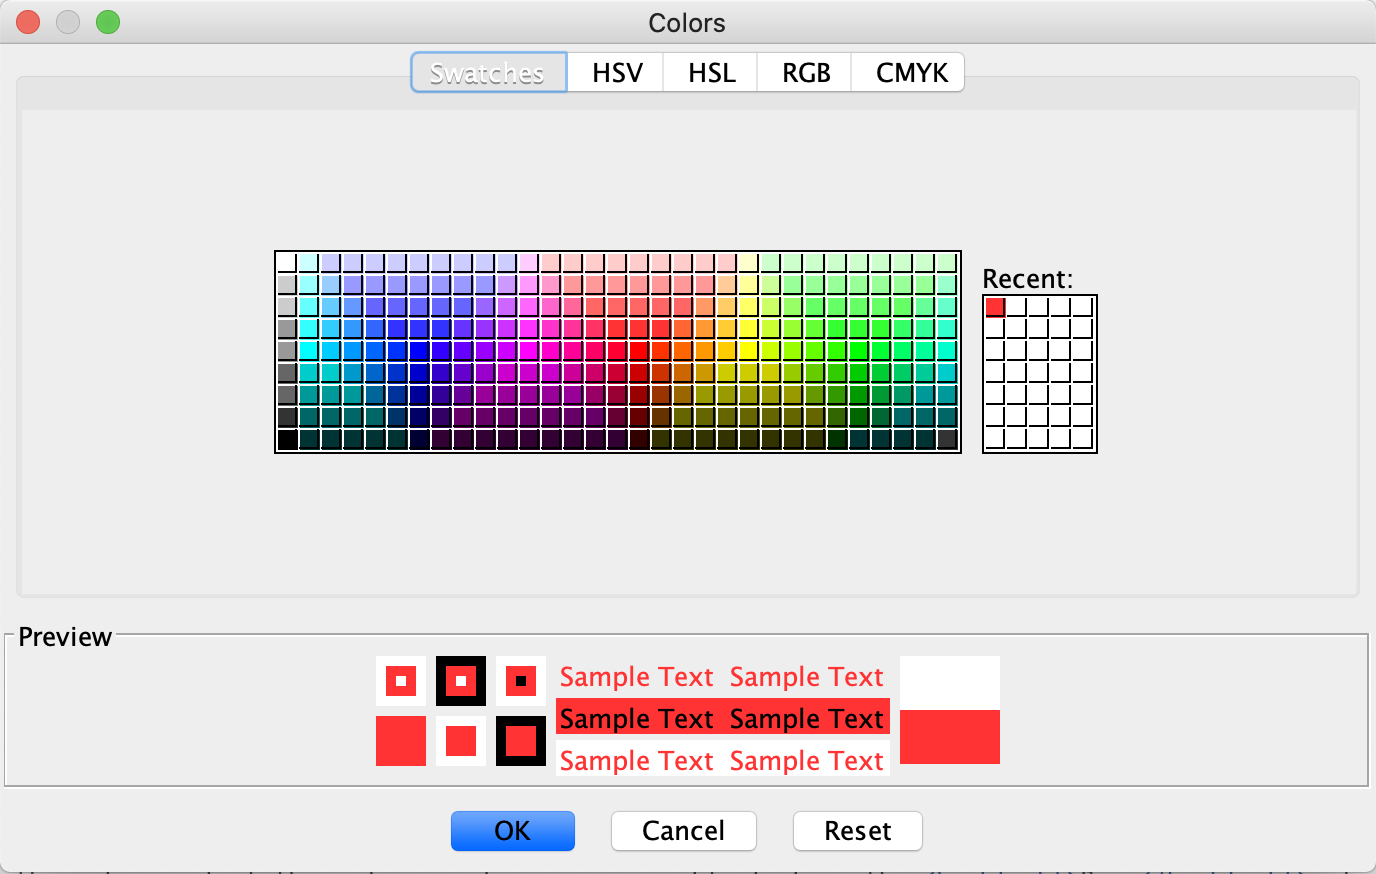 Colors
Swatches HSV HSL RGB CMYK
Recent:
Preview
Sample Text Sample Text
Sample Text Sample Text
Sample Text Sample Text
OK Cancel Reset